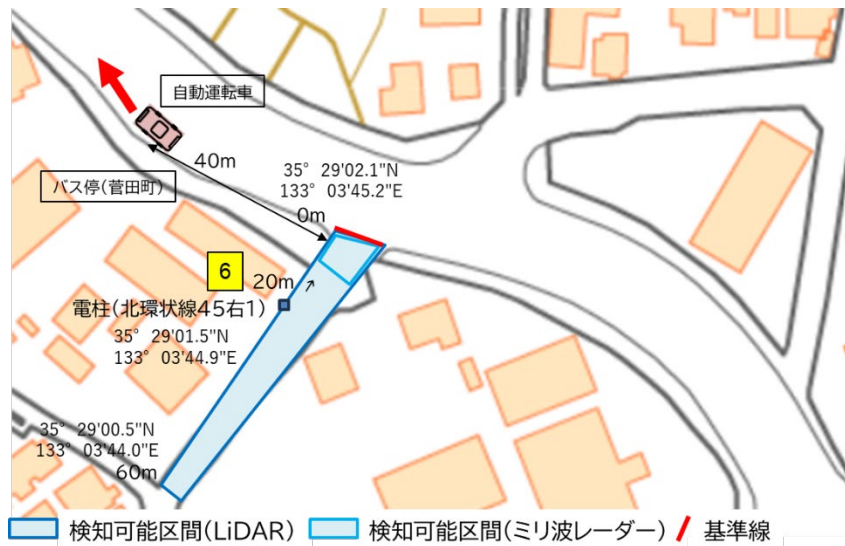 自動運転車
40m
バス停(菅田町)
35° 29'02.1"N
133° 03'45.2"E
0m
6
20m
電柱(北環状線45右1)
35° 29'01.5"N
133° 03'44.9"E
35° 29'00.5"N
133° 03'44.0"E
60m
検知可能区間(LiDAR) 検知可能区間(ミリ波レーダー) 基準線